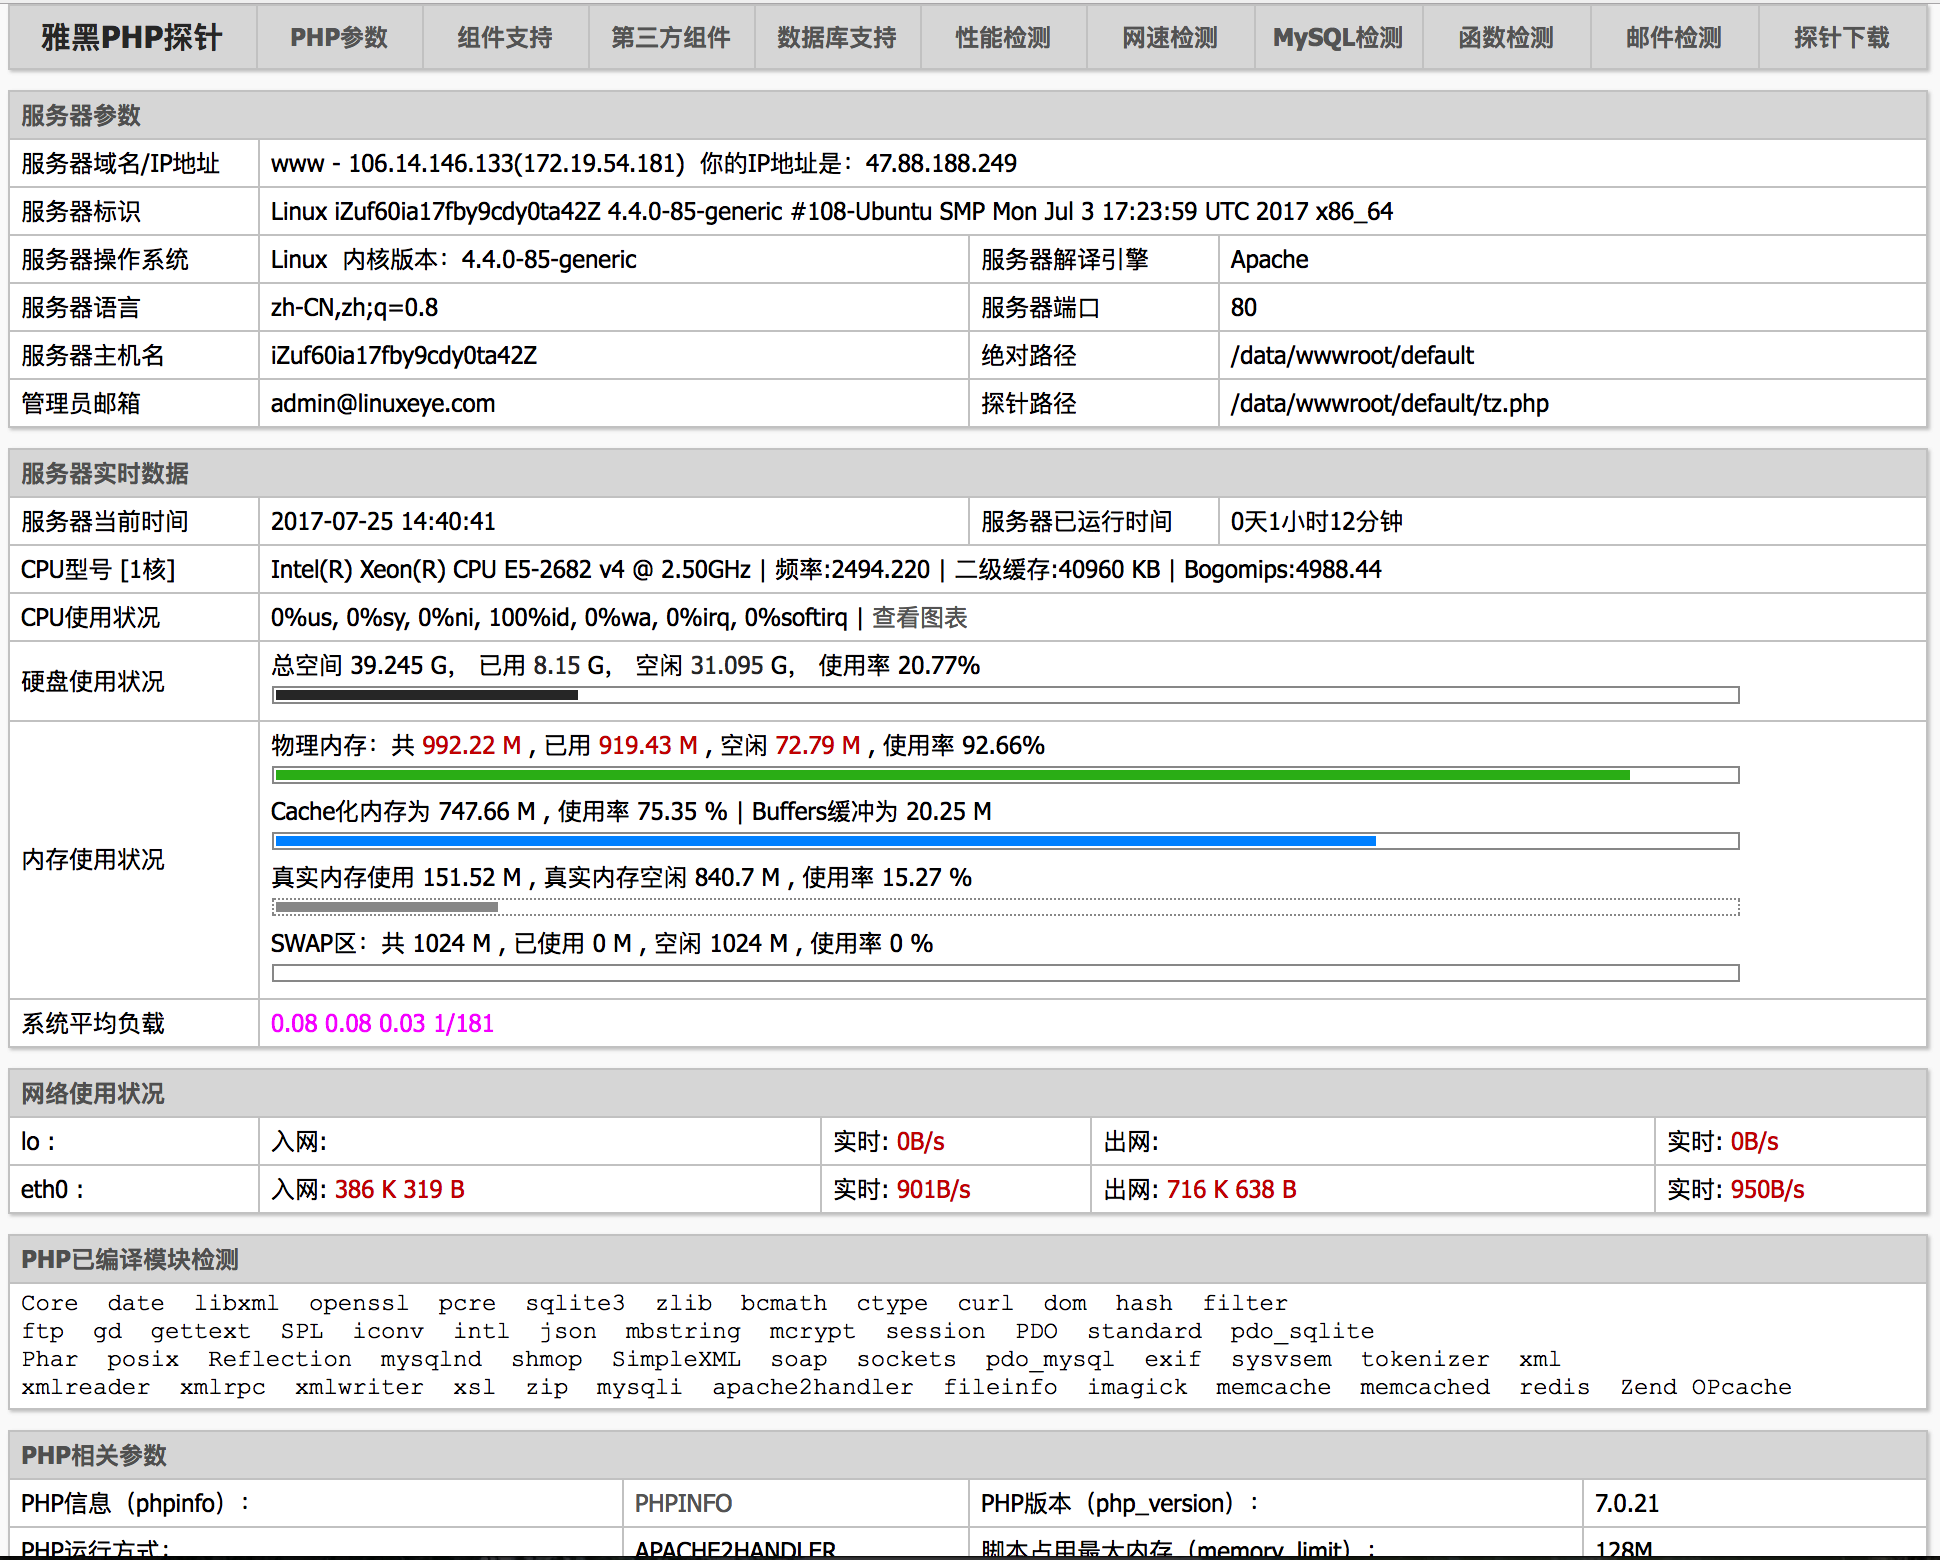 雅黑PHP探针 PHP参数 组件支持 第三方组件 数据库支持 性能检测 网速检测 MySQL检测 函数检测 邮件检测 探针下载
服务器参数
服务器域名/IP地址 www - 106.14.146.133(172.19.54.181) 你的IP地址是：47.88.188.249
服务器标识 Linux iZuf60ia17fby9cdy0ta42Z 4.4.0-85-generic #108-Ubuntu SMP Mon Jul 3 17:23:59 UTC 2017 x86_64
服务器操作系统 Linux 内核版本：4.4.0-85-generic 服务器解译引擎 Apache
服务器语言 zh-CN,zh;q=0.8 服务器端口 80
服务器主机名 iZuf60ia17fby9cdy0ta42Z 绝对路径 /data/wwwroot/default
管理员邮箱 admin@linuxeye.com 探针路径 /data/wwwroot/default/tz.php
服务器实时数据
服务器当前时间 2017-07-25 14:40:41 服务器已运行时间 0天1小时12分钟
CPU型号 [1核] Intel(R) Xeon(R) CPU E5-2682 v4 @ 2.50GHz | 频率:2494.220 | 二级缓存:40960 KB | Bogomips:4988.44
CPU使用状况 0%us, 0%sy, 0%ni, 100%id, 0%wa, 0%irq, 0%softirq | 查看图表
硬盘使用状况 总空间 39.245 G， 已用 8.15 G， 空闲 31.095 G， 使用率 20.77%
内存使用状况 物理内存：共 992.22 M , 已用 919.43 M , 空闲 72.79 M , 使用率 92.66%
Cache化内存为 747.66 M , 使用率 75.35 % | Buffers缓冲为 20.25 M
真实内存使用 151.52 M , 真实内存空闲 840.7 M , 使用率 15.27 %
SWAP区：共 1024 M , 已使用 0 M , 空闲 1024 M , 使用率 0 %
系统平均负载 0.08 0.08 0.03 1/181
网络使用状况
lo : 入网: 实时: 0B/s 出网: 实时: 0B/s
eth0 : 入网: 386 K 319 B 实时: 901B/s 出网: 716 K 638 B 实时: 950B/s
PHP已编译模块检测
Core date libxml openssl pcre sqlite3 zlib bcmath ctype curl dom hash filter
ftp gd gettext SPL iconv intl json mbstring mcrypt session PDO standard pdo_sqlite
Phar posix Reflection mysqlnd shmop SimpleXML soap sockets pdo_mysql exif sysvsem tokenizer xml
xmlreader xmlrpc xmlwriter xsl zip mysqli apache2handler fileinfo imagick memcache memcached redis Zend OPcache
PHP相关参数
PHP信息（phpinfo）： PHPINFO PHP版本（php_version）： 7.0.21
PHP运行方式： APACHE2HANDLER 脚本占用最大内存（memory_limit）： 128M